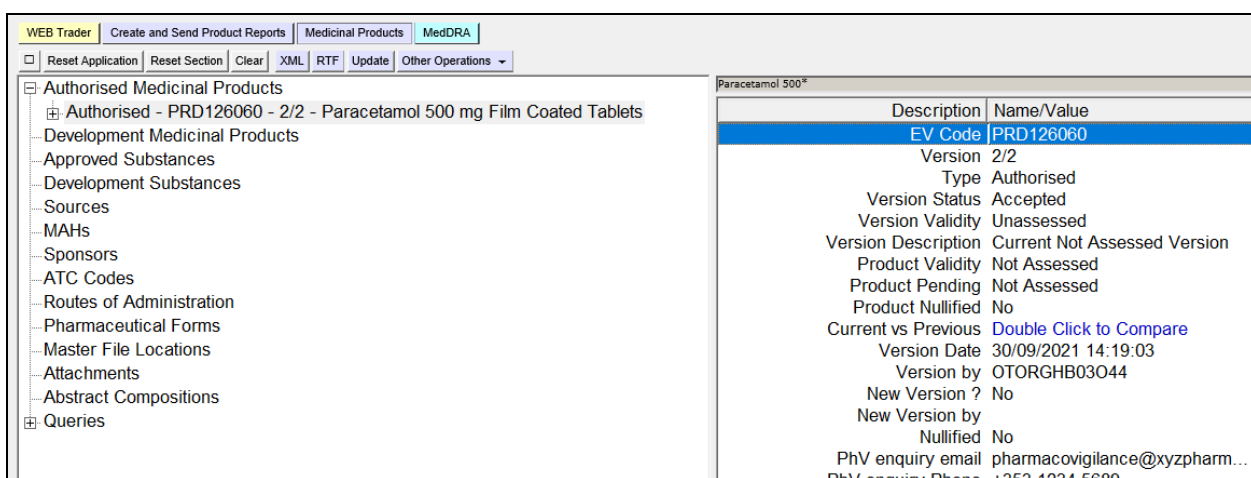 WEB Trader Create and Send Product Reports Medicinal Products MedDRA
Reset Application Reset Section Clear XML RTF Update Other Operations
Authorised Medicinal Products
Authorised - PRD126060 - 2/2 - Paracetamol 500 mg Film Coated Tablets
Development Medicinal Products
Approved Substances
Development Substances
Sources
MAHs
Sponsors
ATC Codes
Routes of Administration
Pharmaceutical Forms
Master File Locations
Attachments
Abstract Compositions
Queries
Paracetamol 500*
Description Name/Value
EV Code PRD126060
Version 2/2
Type Authorised
Version Status Accepted
Version Validity Unassessed
Version Description Current Not Assessed Version
Product Validity Not Assessed
Product Pending Not Assessed
Product Nullified No
Current vs Previous Double Click to Compare
Version Date 30/09/2021 14:19:03
Version by OTORGHB03O44
New Version ? No
New Version by
Nullified No
PhV enquiry email pharmacovigilance@xyzpharm...
PhV enquiry Phone